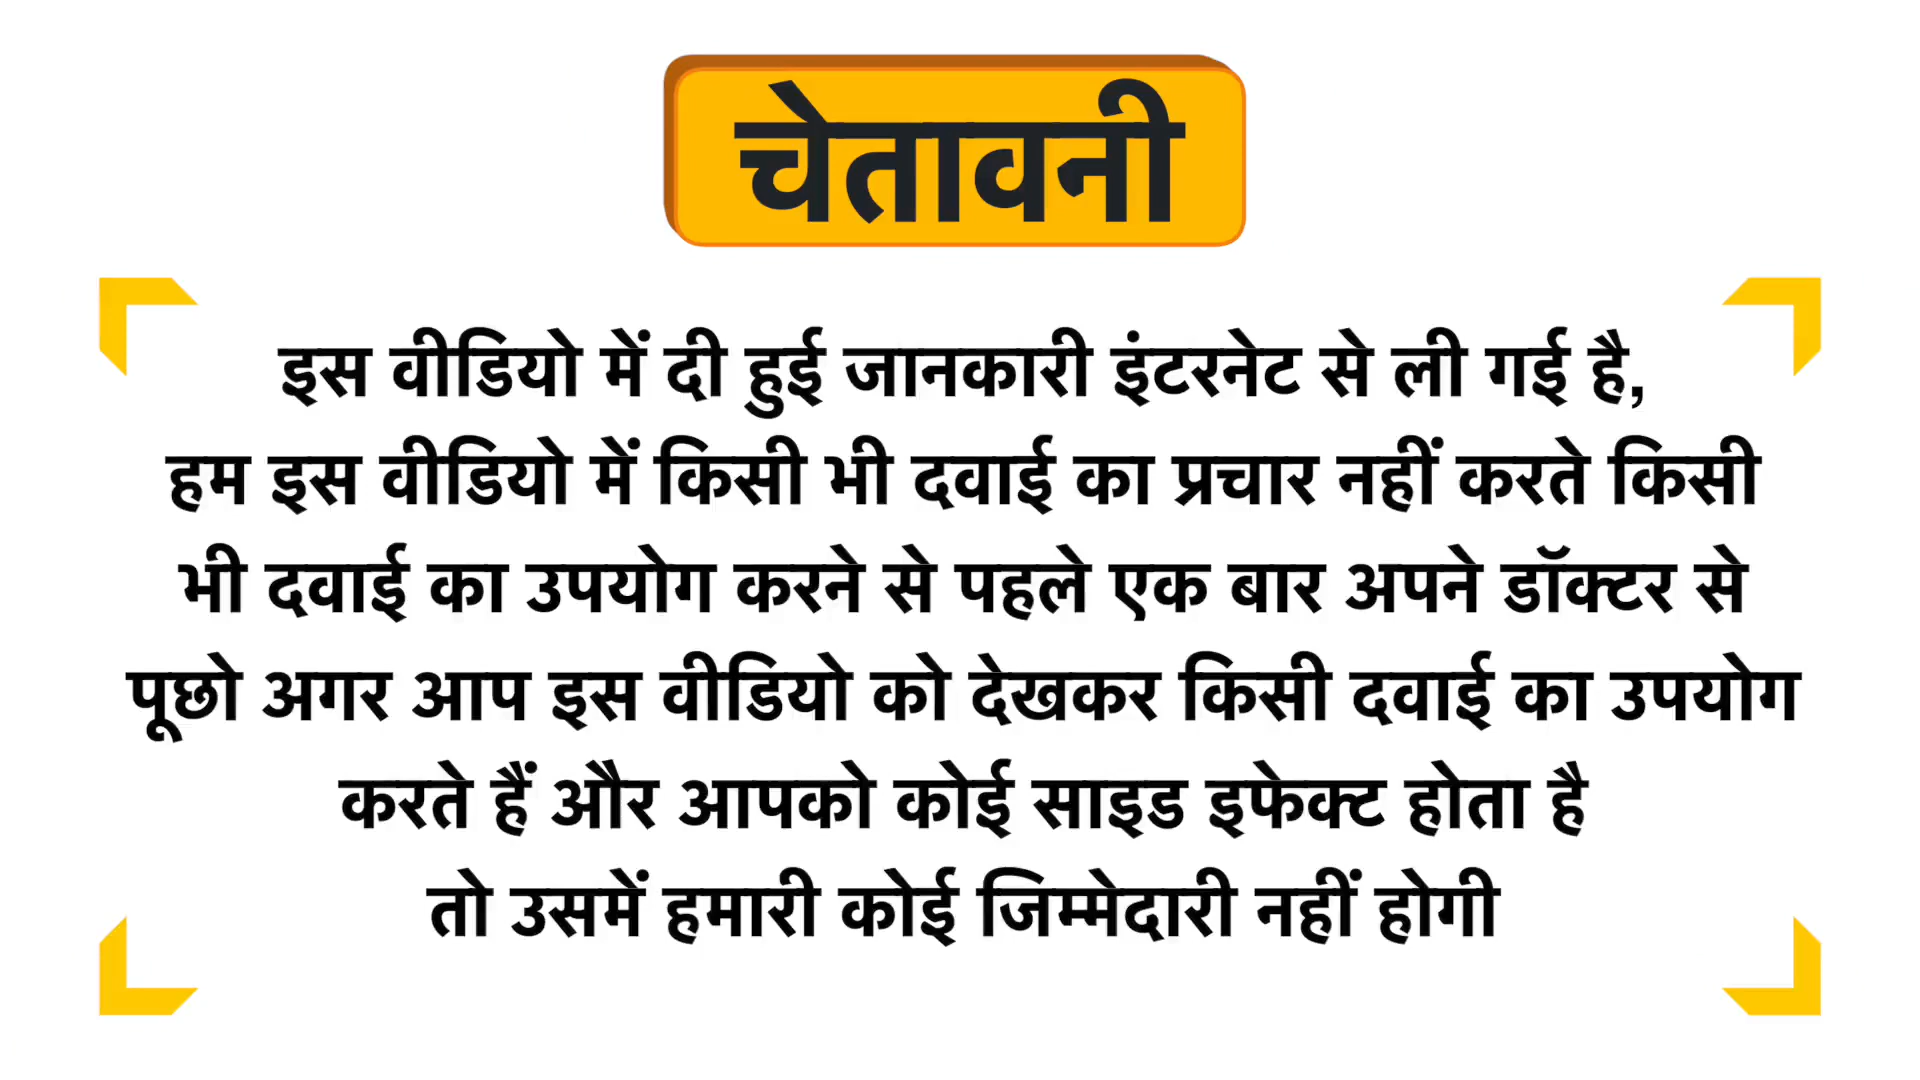 चेतावनी
इस वीडियो में दी हुई जानकारी इंटरनेट से ली गई है,
हम इस वीडियो में किसी भी दवाई का प्रचार नहीं करते किसी
भी दवाई का उपयोग करने से पहले एक बार अपने डॉक्टर से
पूछो अगर आप इस वीडियो को देखकर किसी दवाई का उपयोग
करते हैं और आपको कोई साइड इफेक्ट होता है
तो उसमें हमारी कोई जिम्मेदारी नहीं होगी